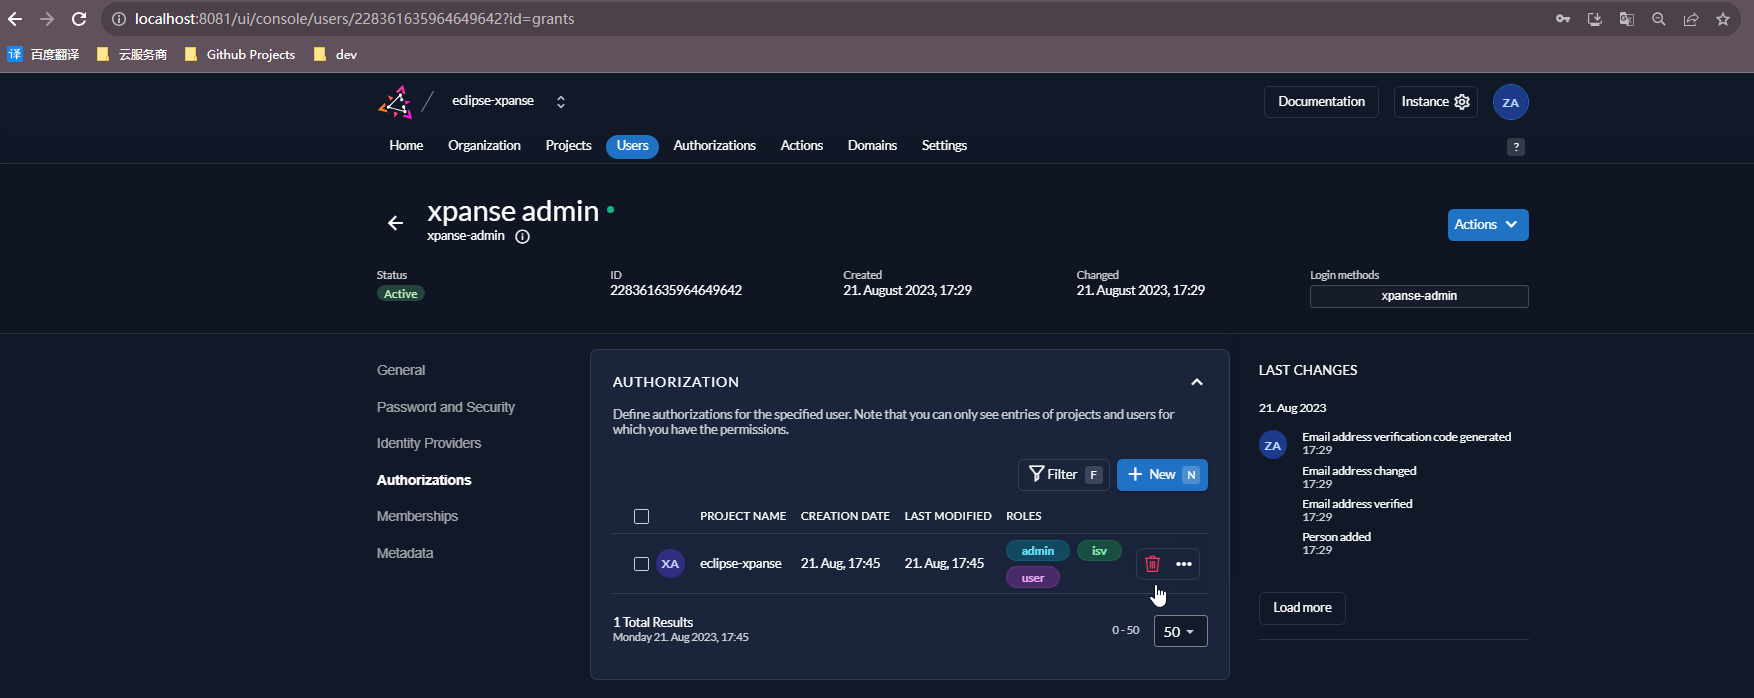 localhost:8081/ui/console/users/228361635964649642?id=grants
译 百度翻译 云服务商 Github Projects dev
eclipse-xpanse Documentation Instance ZA
Home Organization Projects Users Authorizations Actions Domains Settings ?
xpanse admin
xpanse-admin
Actions
Status ID Created Changed Login methods
Active 228361635964649642 21. August 2023, 17:29 21. August 2023, 17:29 xpanse-admin
General
Password and Security
Identity Providers
Authorizations
Memberships
Metadata
AUTHORIZATION
Define authorizations for the specified user. Note that you can only see entries of projects and users for
which you have the permissions.
Filter F New N
PROJECT NAME CREATION DATE LAST MODIFIED ROLES
XA eclipse-xpanse 21. Aug, 17:45 21. Aug, 17:45 admin isv
user
1 Total Results
Monday 21. Aug 2023, 17:45
0 - 50 50
LAST CHANGES
21. Aug 2023
ZA
Email address verification code generated
17:29
Email address changed
17:29
Email address verified
17:29
Person added
17:29
Load more